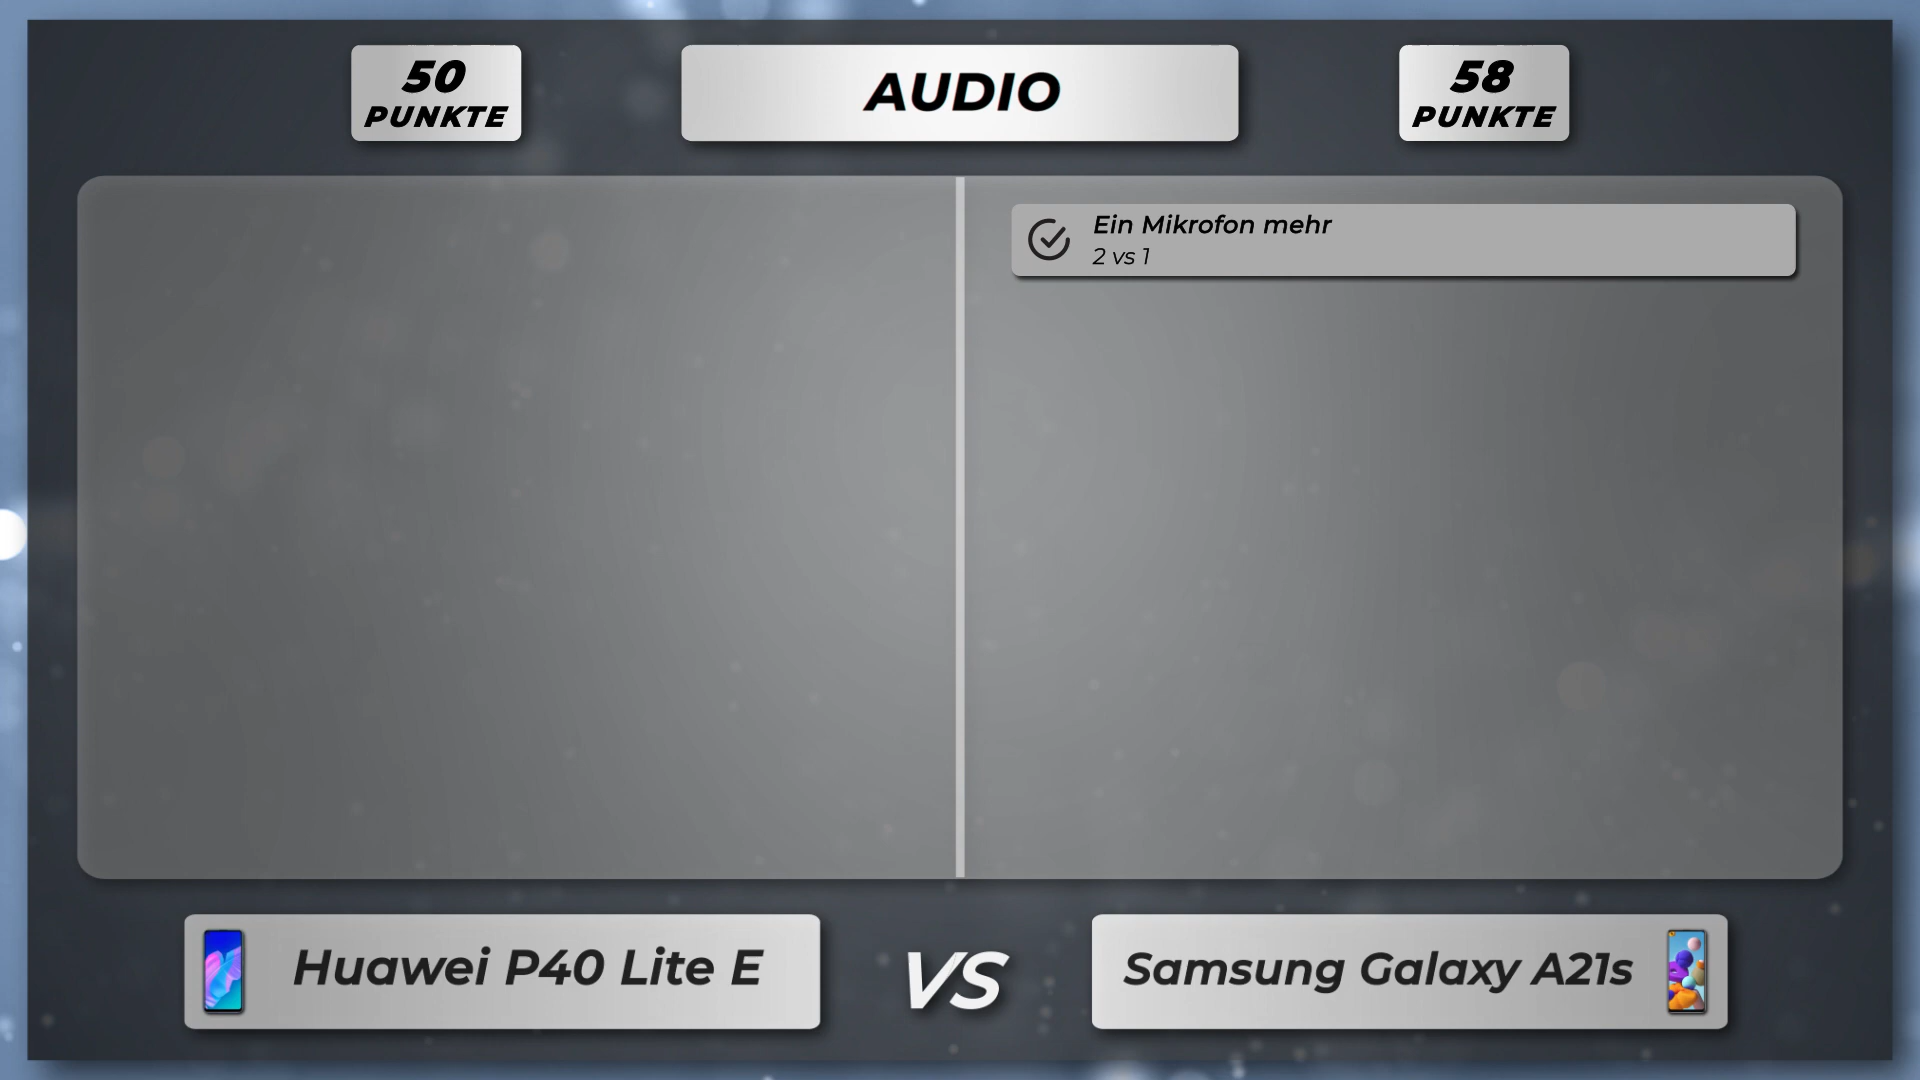 50
PUNKTE
AUDIO
58
PUNKTE
Ein Mikrofon mehr
2 vs 1
Huawei P40 Lite E
VS
Samsung Galaxy A21s